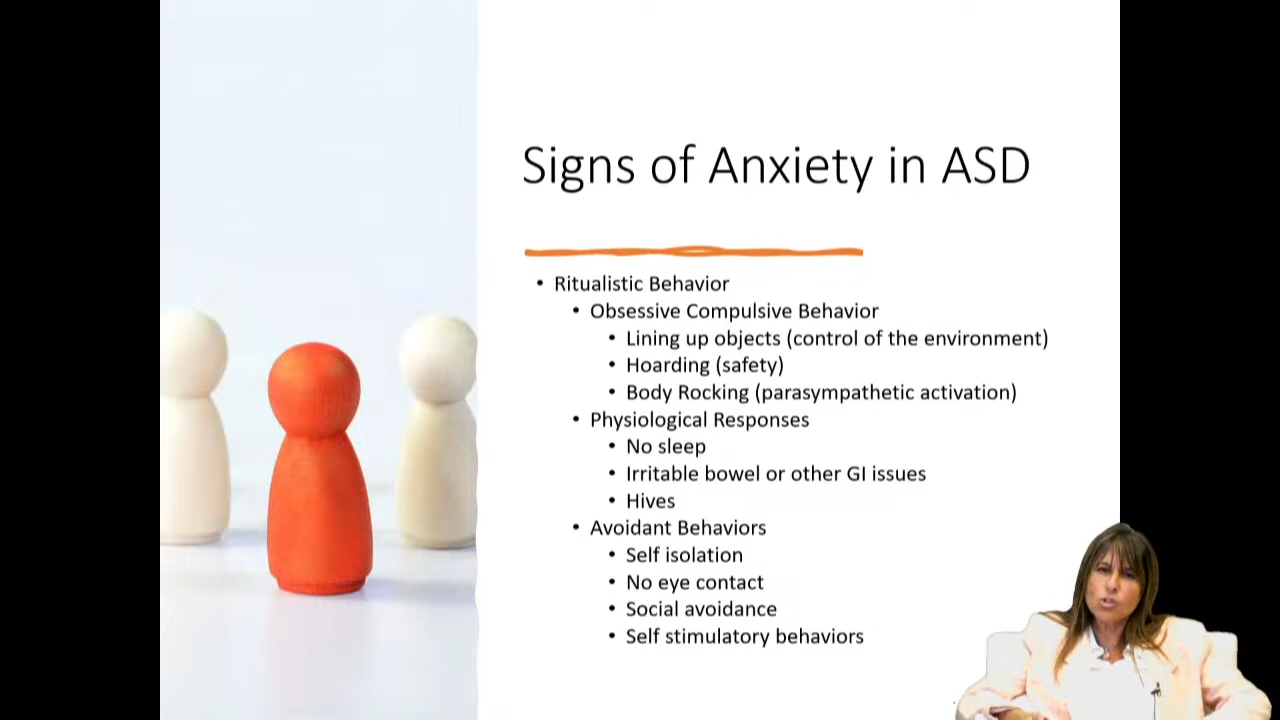 Signs of Anxiety in ASD
• Ritualistic Behavior
• Obsessive Compulsive Behavior
• Lining up objects (control of the environment)
• Hoarding (safety)
• Body Rocking (parasympathetic activation)
• Physiological Responses
• No sleep
• Irritable bowel or other GI issues
• Hives
• Avoidant Behaviors
• Self isolation
• No eye contact
• Social avoidance
• Self stimulatory behaviors